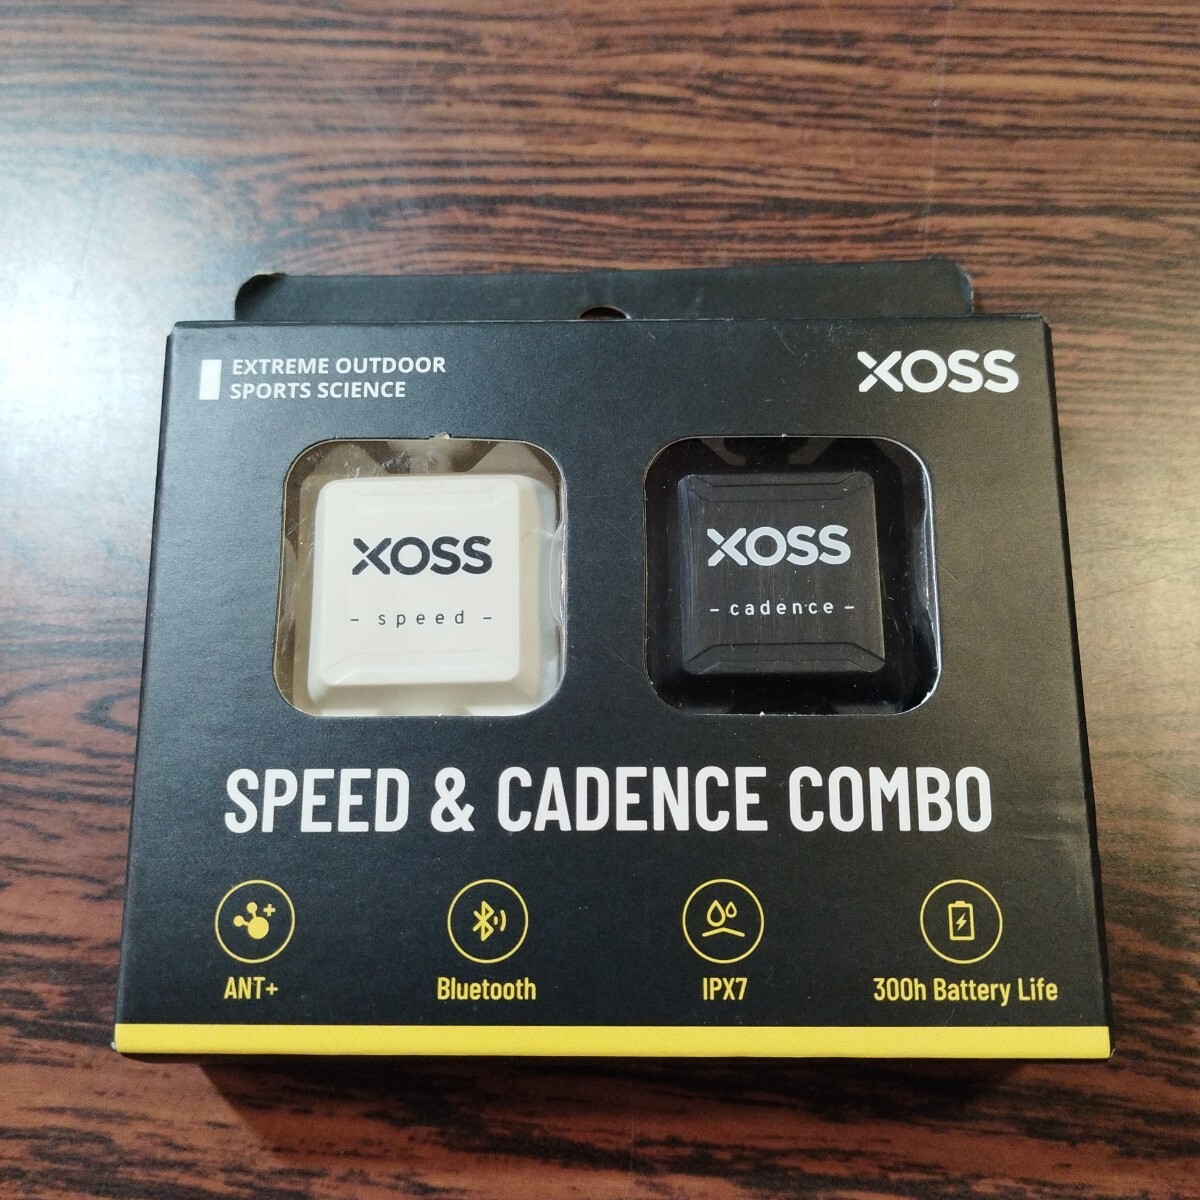 EXTREME OUTDOOR
SPORTS SCIENCE
XOSS
XOSS
- speed -
XOSS
- cadence -
SPEED & CADENCE COMBO
ANT+
Bluetooth
IPX7
300h Battery Life